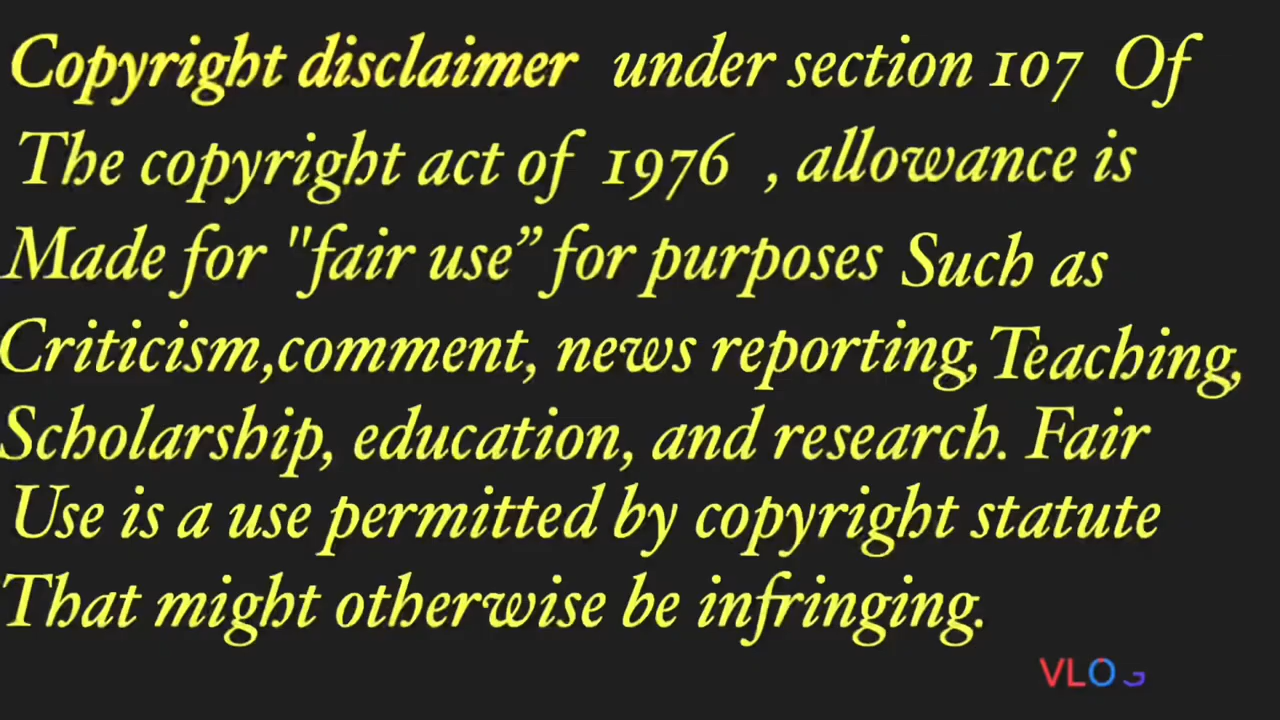 Copyright disclaimer under section 107 Of
The copyright act of 1976 , allowance is
Made for "fair use” for purposes Such as
Criticism,comment, news reporting, Teaching,
Scholarship, education, and research. Fair
Use is a use permitted by copyright statute
That might otherwise be infringing.
VLO